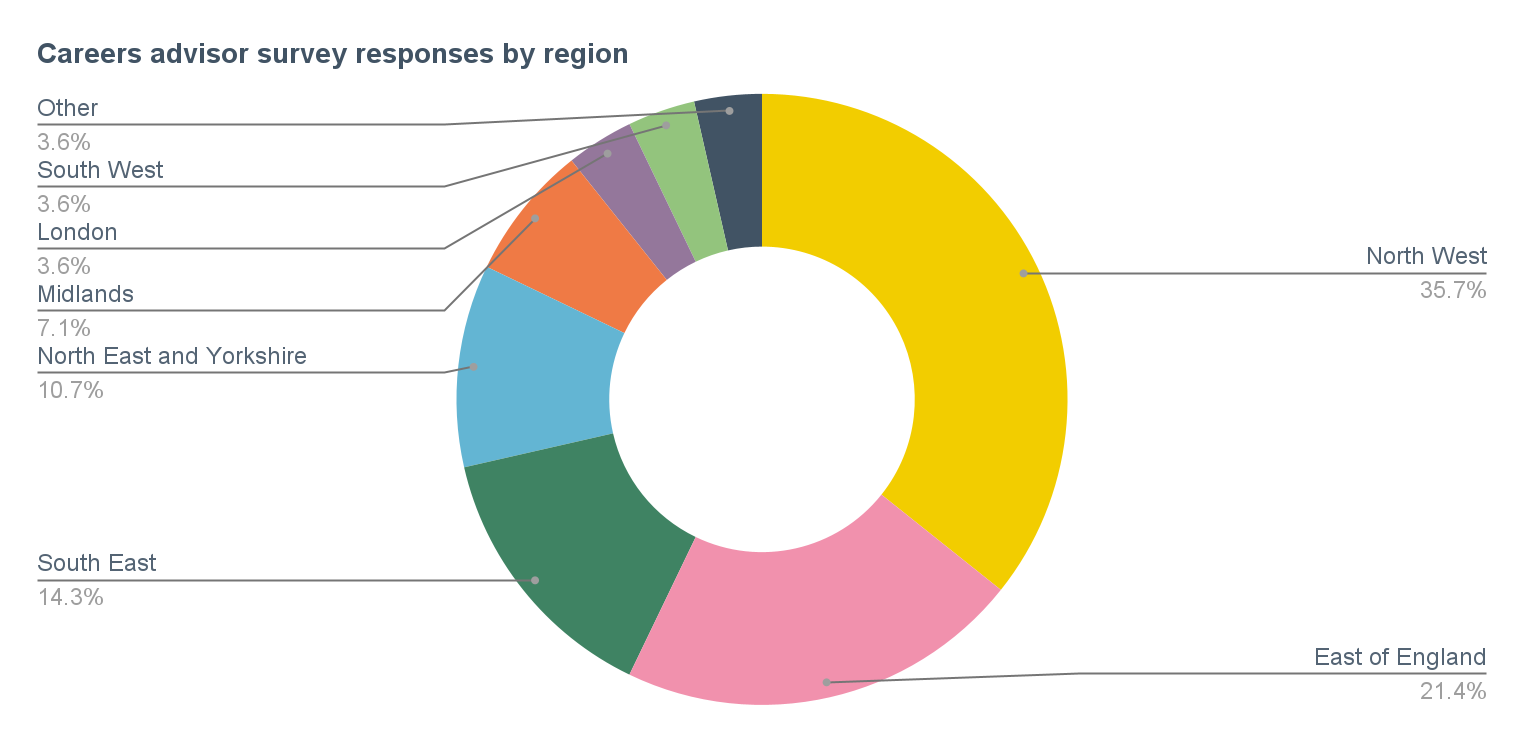 Careers advisor survey responses by region
Other
3.6%
South West
3.6%
London
3.6%
Midlands
7.1%
North East and Yorkshire
10.7%
South East
14.3%
North West
35.7%
East of England
21.4%